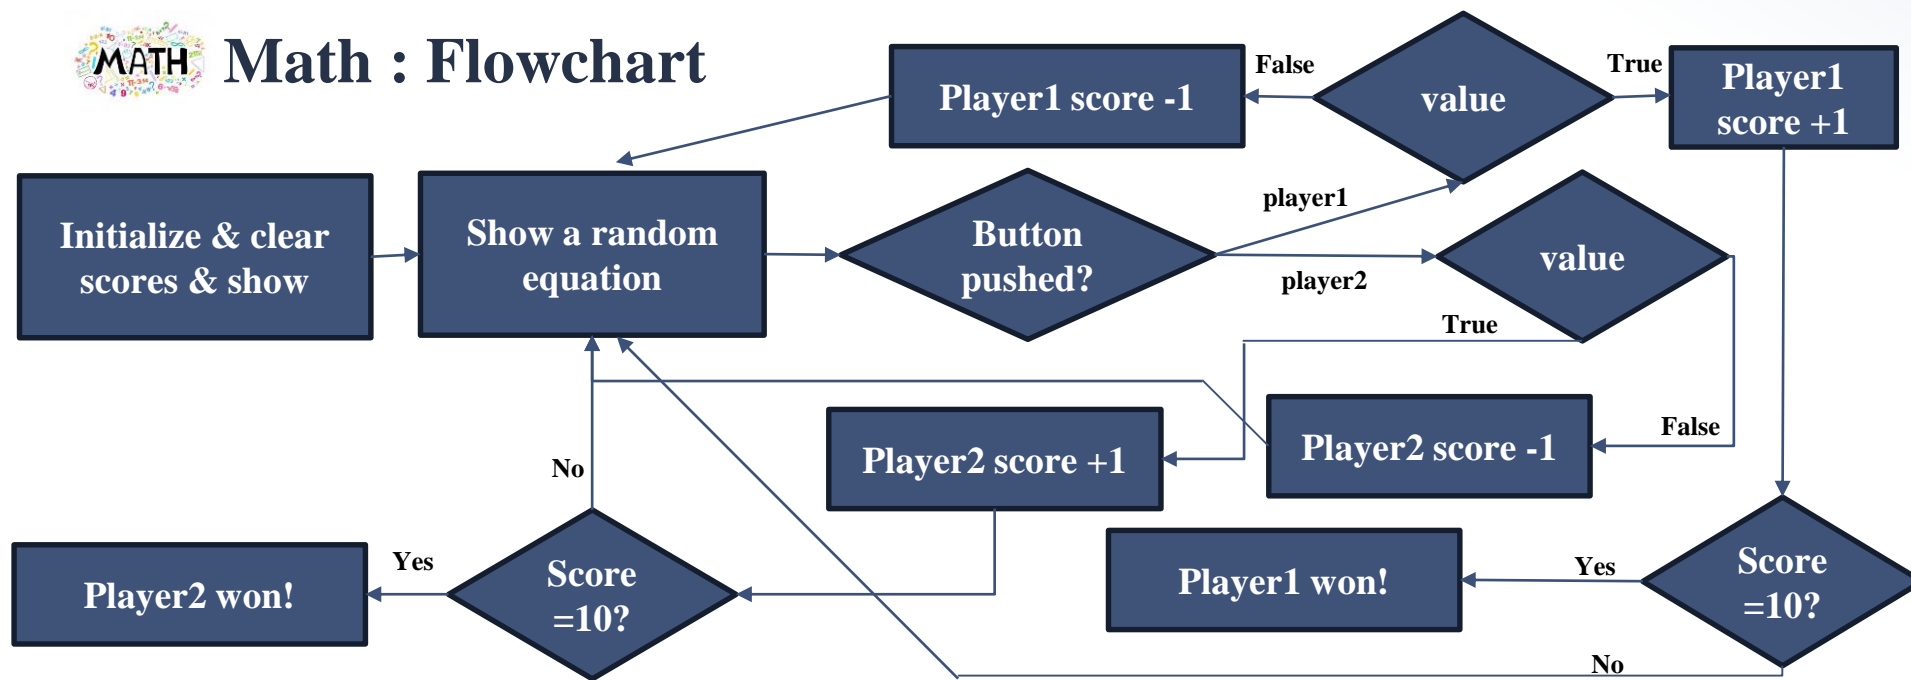 MATH
Math : Flowchart
Player1 score -1
False
value
True
Player1
score +1
Initialize & clear
scores & show
Show a random
equation
Button
pushed?
player1
player2
value
True
False
Player2 score +1
Player2 score -1
No
Player2 won!
Yes
Score
=10?
Player1 won!
Yes
Score
=10?
No